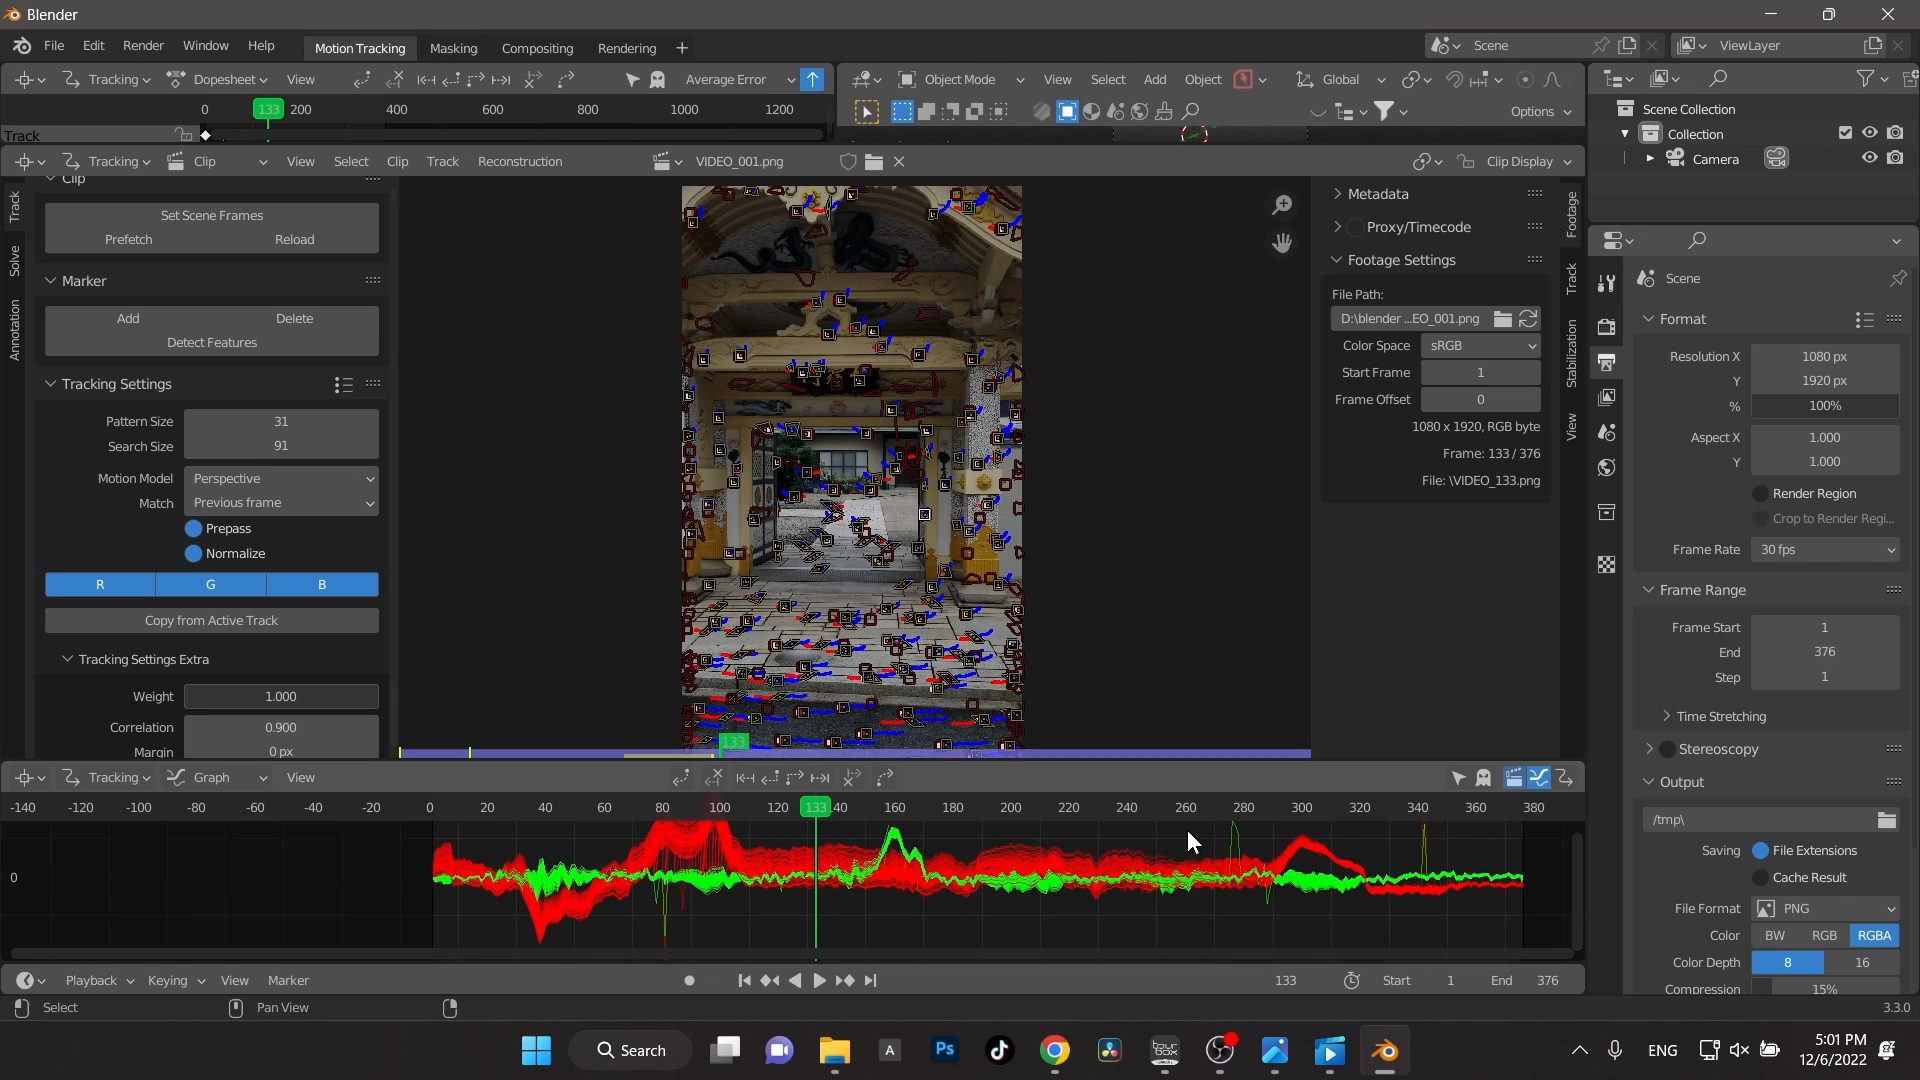 Blender
File Edit Render Window Help Motion Tracking Masking Compositing Rendering + Scene ViewLayer
Tracking Dopesheet View Average Error Object Mode View Select Add Object Global
0 133 200 400 600 800 1000 1200 Options
Track
Scene Collection
Collection
Camera
Tracking Clip View Select Clip Track Reconstruction VIDEO_001.png Clip Display
Track
Solve
Annotation
Clip
Set Scene Frames
Prefetch Reload
Marker
Add Delete
Detect Features
Tracking Settings
Pattern Size 31
Search Size 91
Motion Model Perspective
Match Previous frame
Prepass
Normalize
R G B
Copy from Active Track
Tracking Settings Extra
Weight 1.000
Correlation 0.900
Margin 0 px
133
Metadata
Proxy/Timecode
Footage Settings
File Path:
D:\blender ...EO_001.png
Color Space sRGB
Start Frame 1
Frame Offset 0
1080 x 1920, RGB byte
Frame: 133 / 376
File: \VIDEO_133.png
Footage
Track
Stabilization
View
Scene
Format
Resolution X 1080 px
Y 1920 px
% 100%
Aspect X 1.000
Y 1.000
Render Region
Crop to Render Regi...
Frame Rate 30 fps
Frame Range
Frame Start 1
End 376
Step 1
Time Stretching
Stereoscopy
Output
/tmp\
Saving File Extensions
Cache Result
File Format PNG
Color BW RGB RGBA
Color Depth 8 16
Compression 15%
Tracking Graph View
-140 -120 -100 -80 -60 -40 -20 0 20 40 60 80 100 120 133 40 160 180 200 220 240 260 280 300 320 340 360 380
0
Playback Keying View Marker 133 Start 1 End 376
Select Pan View 3.3.0
Search A Ps tour box ENG 5:01 PM
12/6/2022